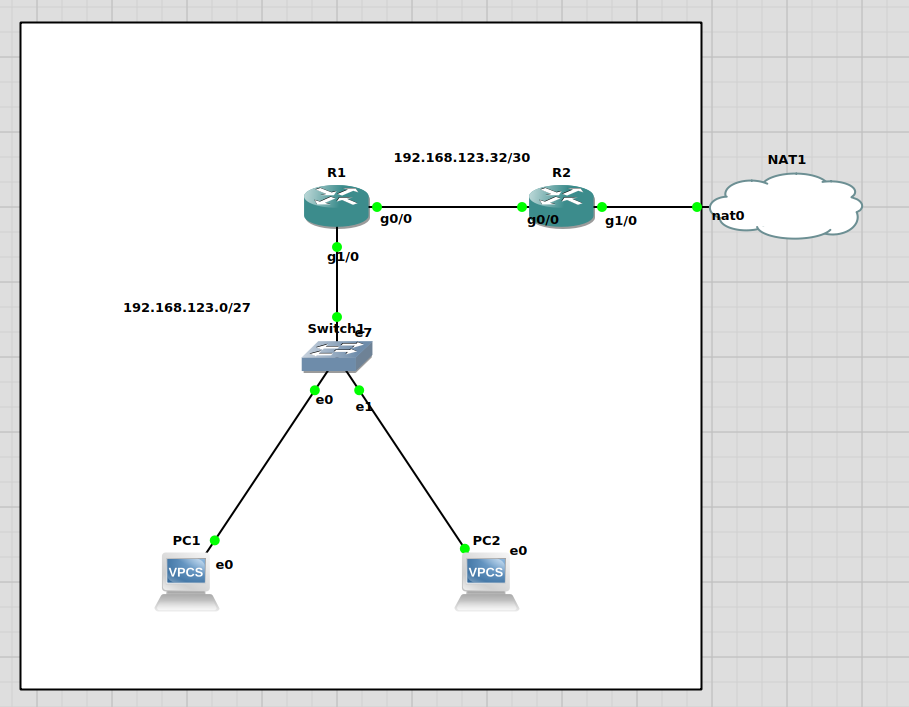 192.168.123.32/30
NAT1
R1
R2
g0/0
g0/0
g1/0
nat0
g1/0
192.168.123.0/27
Switch1
e7
e0
e1
PC1
PC2
e0
e0
VPCS
VPCS